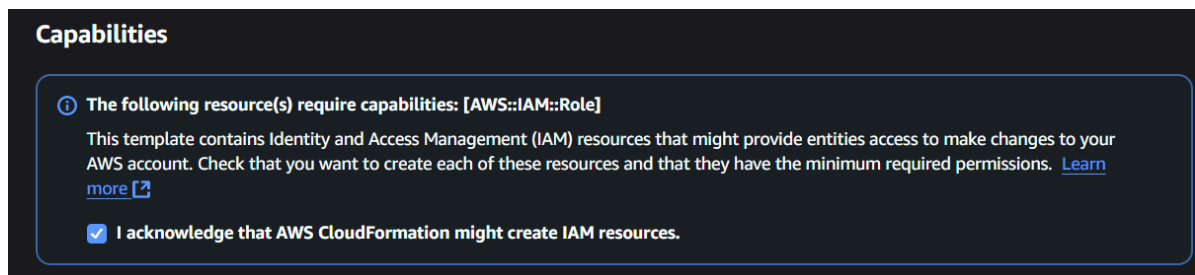 Capabilities
The following resource(s) require capabilities: [AWS::IAM::Role]
This template contains Identity and Access Management (IAM) resources that might provide entities access to make changes to your
AWS account. Check that you want to create each of these resources and that they have the minimum required permissions. Learn
more
I acknowledge that AWS CloudFormation might create IAM resources.